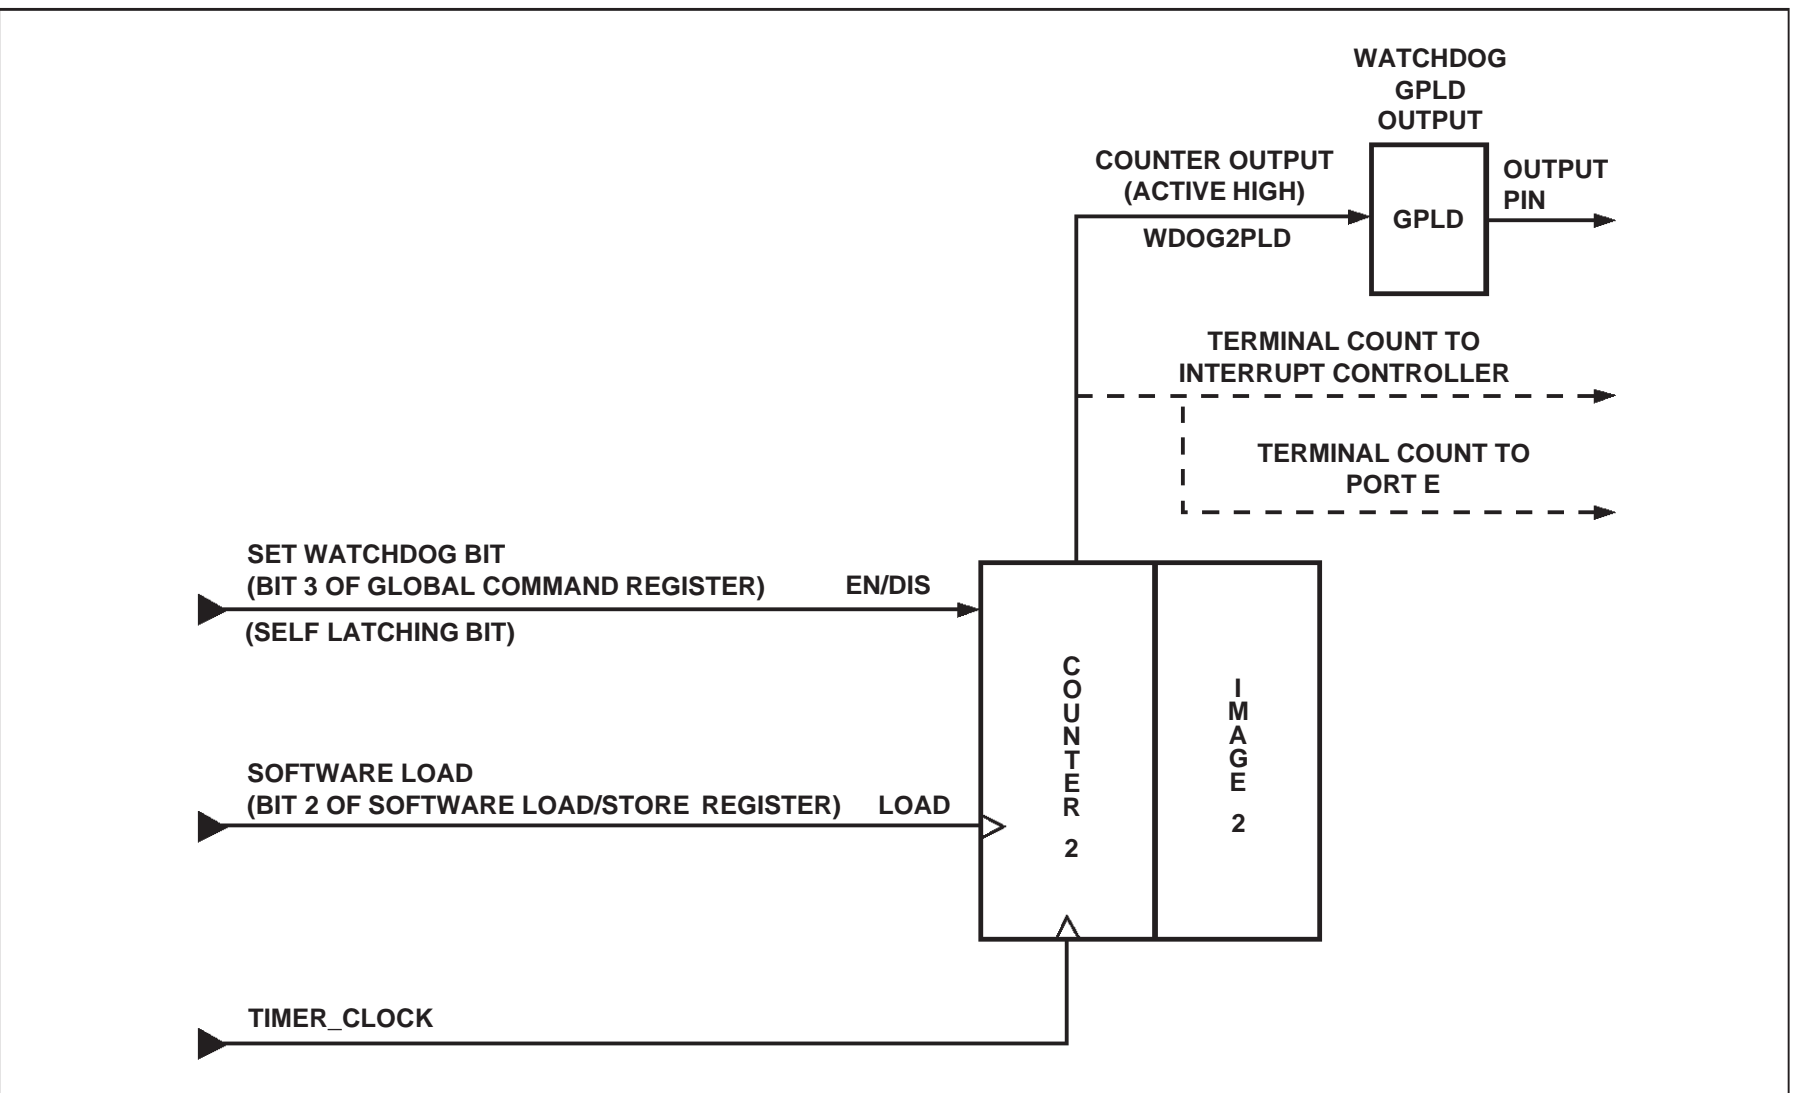 WATCHDOG
GPLD
OUTPUT
COUNTER OUTPUT
(ACTIVE HIGH)
WDOG2PLD
GPLD
OUTPUT
PIN
TERMINAL COUNT TO
INTERRUPT CONTROLLER
TERMINAL COUNT TO
PORT E
SET WATCHDOG BIT
(BIT 3 OF GLOBAL COMMAND REGISTER)
EN/DIS
(SELF LATCHING BIT)
COUNTER 2
IMAGE 2
SOFTWARE LOAD
(BIT 2 OF SOFTWARE LOAD/STORE REGISTER)
LOAD
TIMER_CLOCK